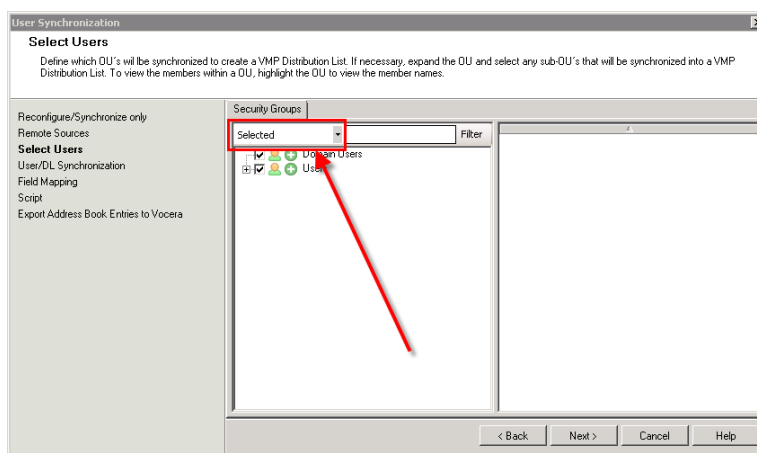 User Synchronization
Select Users
Define which OU's will be synchronized to create a VMP Distribution List. If necessary, expand the OU and select any sub-OU's that will be synchronized into a VMP
Distribution List. To view the members within a OU, highlight the OU to view the member names.
Reconfigure/Synchronize only
Remote Sources
Select Users
User/DL Synchronization
Field Mapping
Script
Export Address Book Entries to Vocera
Security Groups
Selected
Filter
Domain Users
Users
< Back
Next >
Cancel
Help